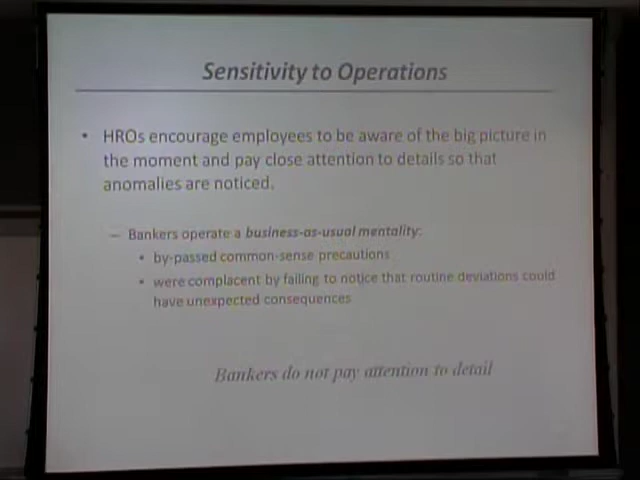 Sensitivity to Operations
• HROs encourage employees to be aware of the big picture in
the moment and pay close attention to details so that
anomalies are noticed.
– Bankers operate a business-as-usual mentality:
• by-passed common-sense precautions
• were complacent by failing to notice that routine deviations could
have unexpected consequences
Bankers do not pay attention to detail